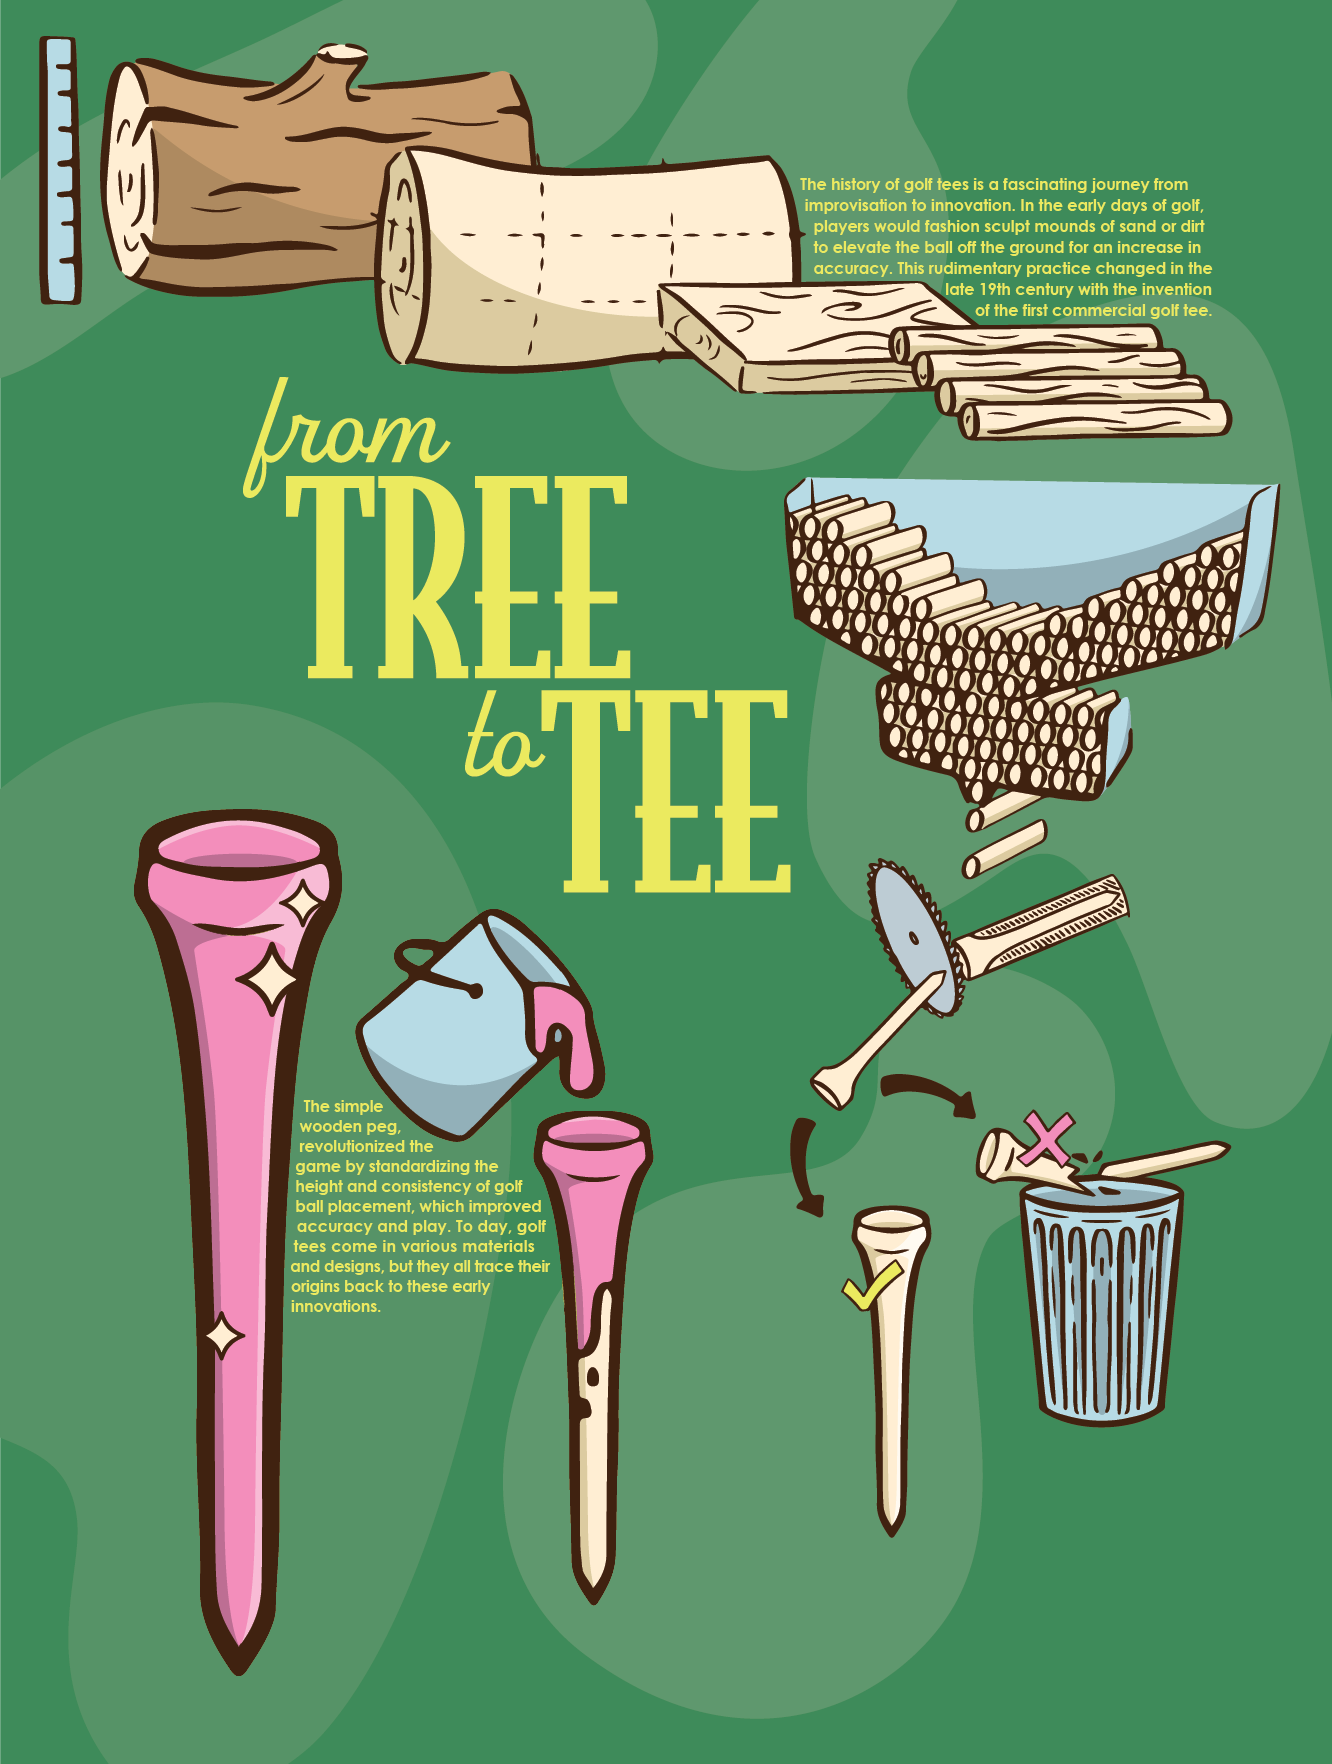 The history of golf tees is a fascinating journey from
improvisation to innovation. In the early days of golf,
players would fashion sculpt mounds of sand or dirt
to elevate the ball off the ground for an increase in
accuracy. This rudimentary practice changed in the
late 19th century with the invention
of the first commercial golf tee.
from
TREE
to TEE
The simple
wooden peg,
revolutionized the
game by standardizing the
height and consistency of golf
ball placement, which improved
accuracy and play. To day, golf
tees come in various materials
and designs, but they all trace their
origins back to these early
innovations.